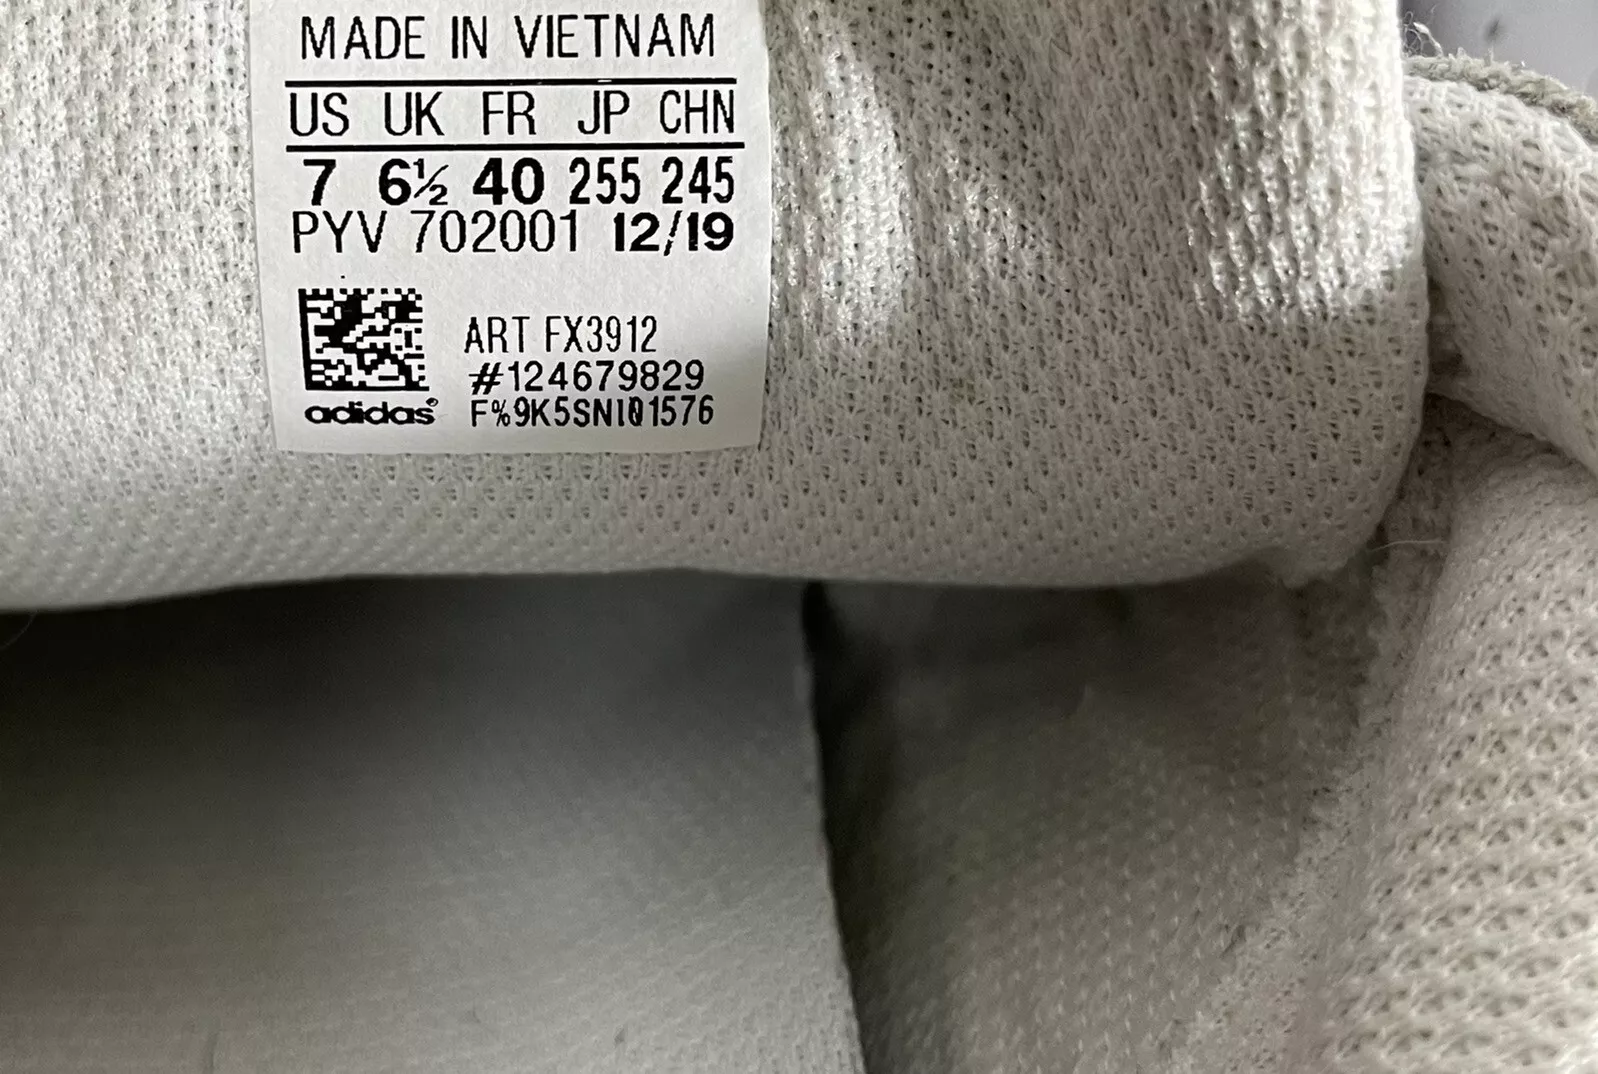 MADE IN VIETNAM
US UK FR JP CHN
7 6½ 40 255 245
PYV 702001 12/19
ART FX3912
#124679829
adidas® F%9K5SNIQ1576